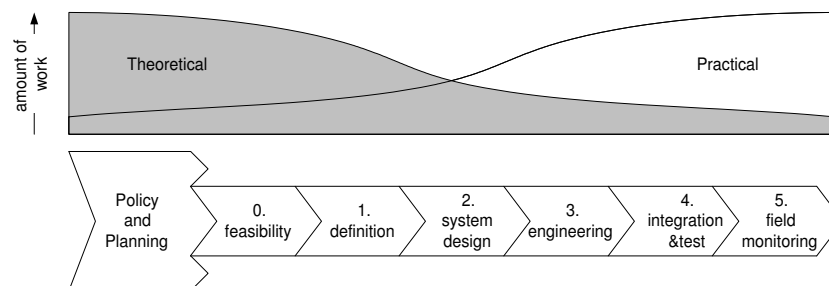 amount of
work
Theoretical
Practical
Policy
and
Planning
0.
feasibility
1.
definition
2.
system
design
3.
engineering
4.
integration
&test
5.
field
monitoring